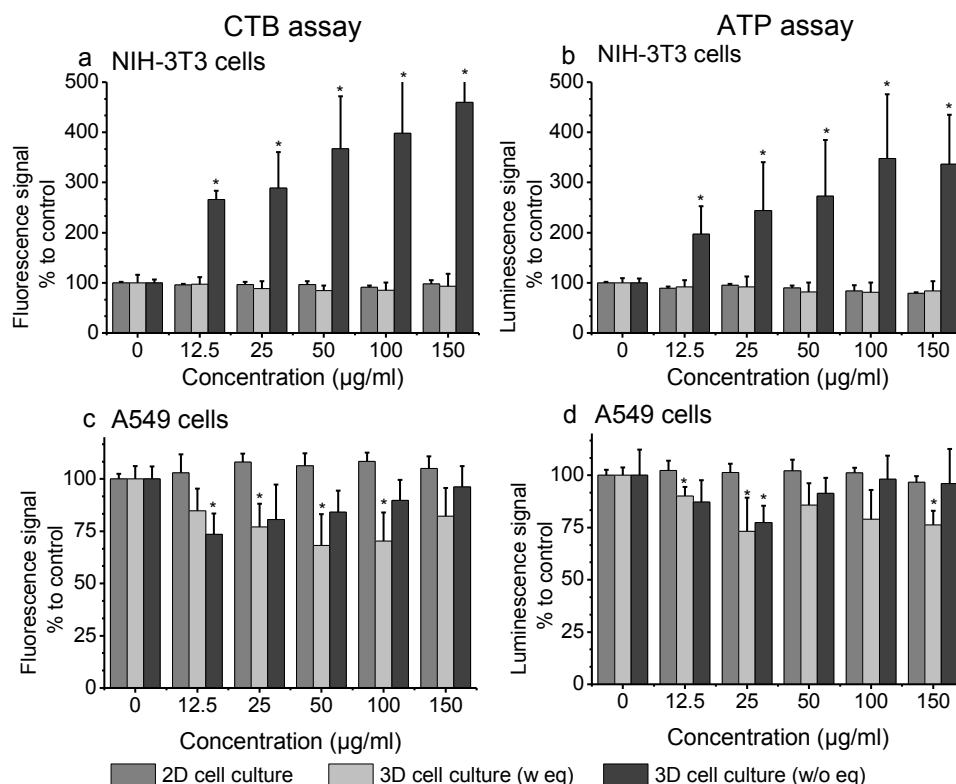 CTB assay
ATP assay
a NIH-3T3 cells
b NIH-3T3 cells
Fluorescence signal
% to control
500
400
300
200
100
0
* * * * *
0 12.5 25 50 100 150
Concentration (µg/ml)
Luminescence signal
% to control
500
400
300
200
100
0
* * * * *
0 12.5 25 50 100 150
Concentration (µg/ml)
c A549 cells
d A549 cells
Fluorescence signal
% to control
100
75
50
25
0
* * * *
0 12.5 25 50 100 150
Concentration (µg/ml)
Luminescence signal
% to control
100
75
50
25
0
* * * *
0 12.5 25 50 100 150
Concentration (µg/ml)
2D cell culture 3D cell culture (w eq) 3D cell culture (w/o eq)